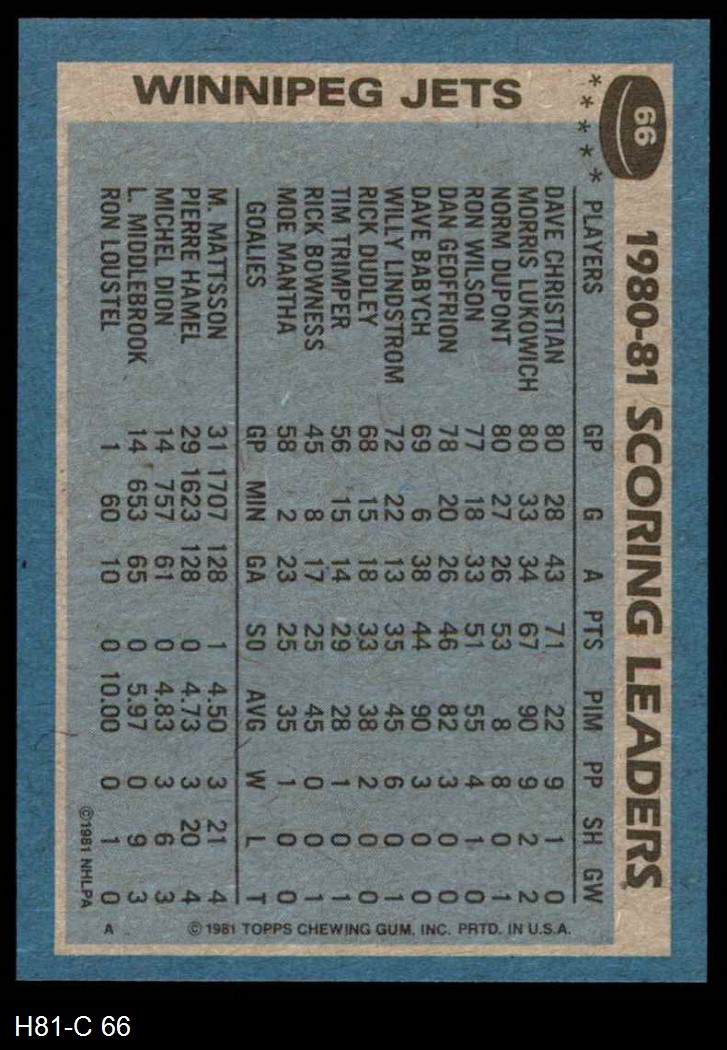 66
1980-81 SCORING LEADERS
WINNIPEG JETS
* * * * *
PLAYERS GP G A PTS PIM PP SH GW
DAVE CHRISTIAN 80 28 43 71 22 9 1 0
MORRIS LUKOWICH 80 33 34 67 90 9 2 2
NORM DUPONT 80 27 26 53 8 8 0 1
RON WILSON 77 18 33 51 55 4 1 0
DAN GEOFFRION 78 20 26 46 82 3 0 0
DAVE BABYCH 69 6 38 44 90 3 0 0
WILLY LINDSTROM 72 22 13 35 45 6 0 1
RICK DUDLEY 68 15 18 33 38 2 0 0
TIM TRIMPER 56 15 14 29 28 1 0 1
RICK BOWNESS 45 8 17 25 45 0 0 1
MOE MANTHA 58 2 23 25 35 1 0 0
GOALIES GP MIN GA SO AVG W L T
M. MATTSSON 31 1707 128 1 4.50 3 21 4
PIERRE HAMEL 29 1623 128 0 4.73 3 20 4
MICHEL DION 14 757 61 0 4.83 3 6 3
L. MIDDLEBROOK 14 653 65 0 5.97 0 9 3
RON LOUSTEL 1 60 10 0 10.00 0 1 0
©1981 NHLPA
A
©1981 TOPPS CHEWING GUM, INC. PRTD. IN U.S.A.
H81-C 66